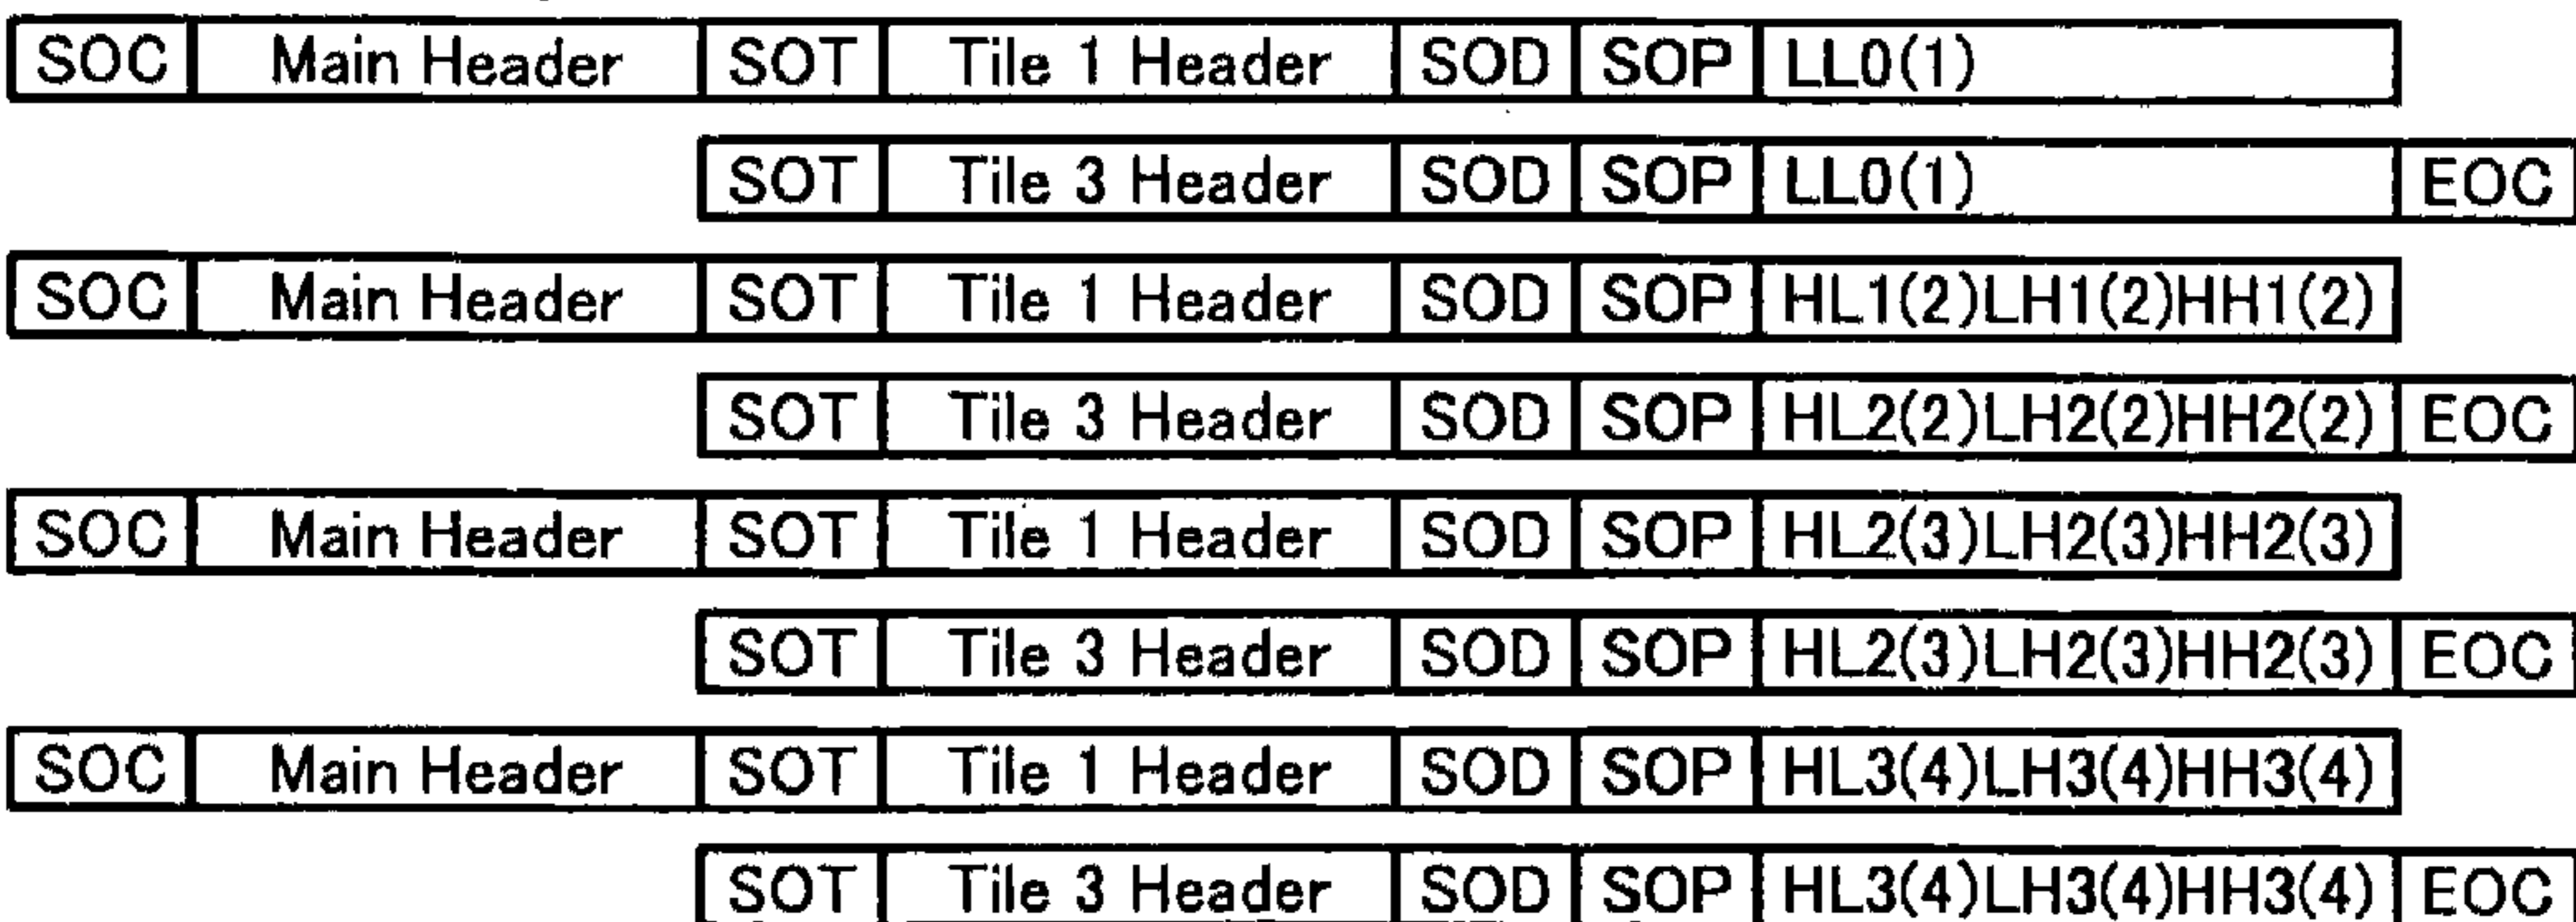 SOC Main Header SOT Tile 1 Header SOD SOP LL0(1)
SOT Tile 3 Header SOD SOP LL0(1) EOC
SOC Main Header SOT Tile 1 Header SOD SOP HL1(2)LH1(2)HH1(2)
SOT Tile 3 Header SOD SOP HL2(2)LH2(2)HH2(2) EOC
SOC Main Header SOT Tile 1 Header SOD SOP HL2(3)LH2(3)HH2(3)
SOT Tile 3 Header SOD SOP HL2(3)LH2(3)HH2(3) EOC
SOC Main Header SOT Tile 1 Header SOD SOP HL3(4)LH3(4)HH3(4)
SOT Tile 3 Header SOD SOP HL3(4)LH3(4)HH3(4) EOC